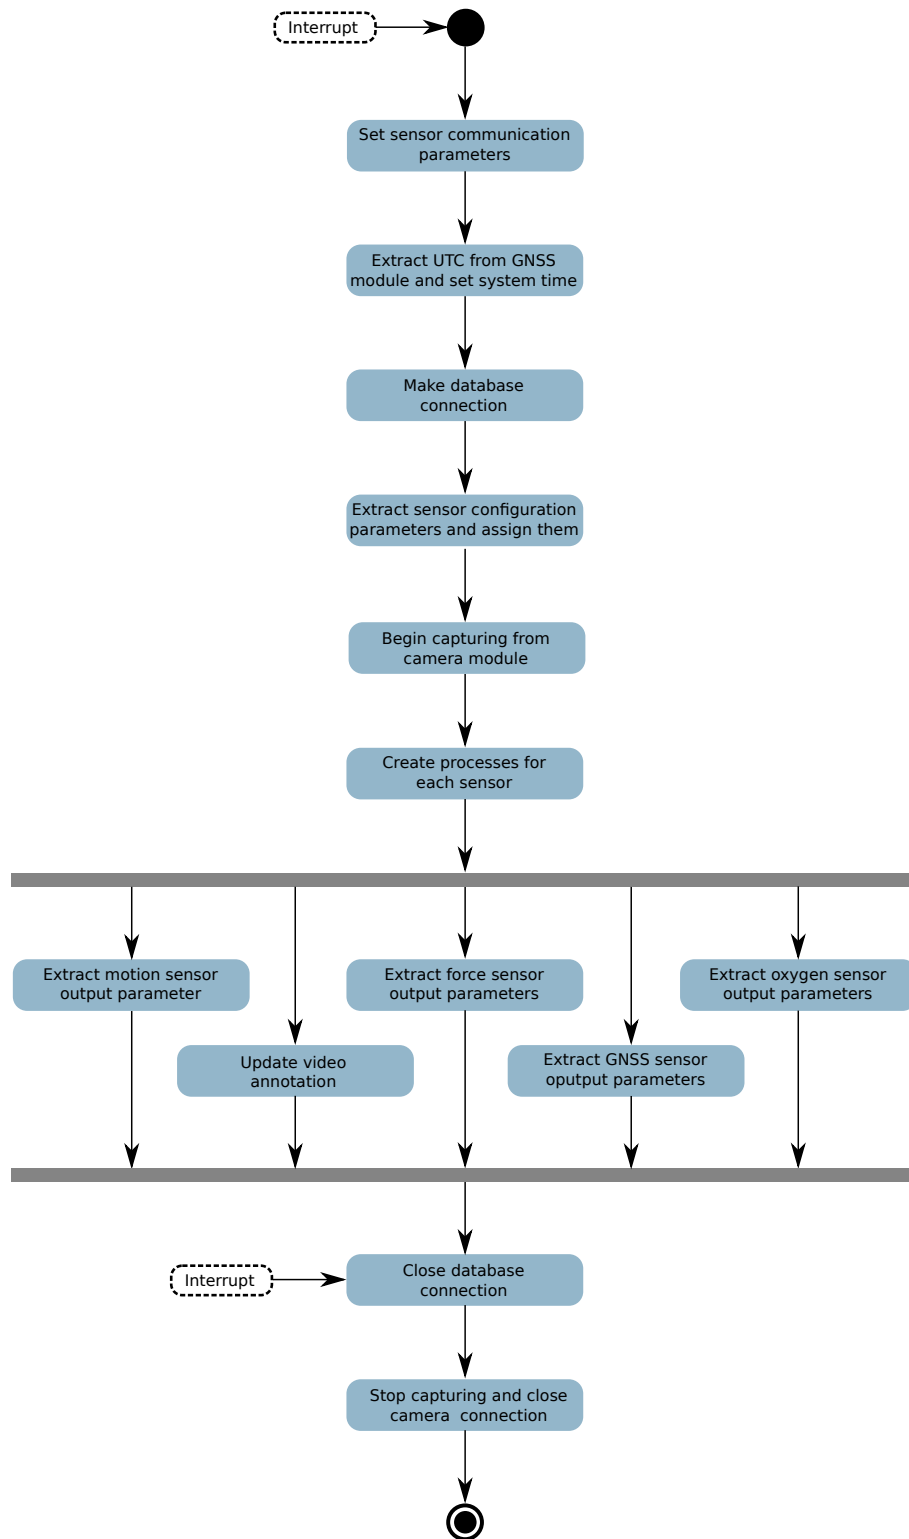 Interrupt
Set sensor communication
parameters
Extract UTC from GNSS
module and set system time
Make database
connection
Extract sensor configuration
parameters and assign them
Begin capturing from
camera module
Create processes for
each sensor
Extract motion sensor
output parameter
Extract force sensor
output parameters
Extract oxygen sensor
output parameters
Update video
annotation
Extract GNSS sensor
oputput parameters
Close database
connection
Interrupt
Stop capturing and close
camera  connection